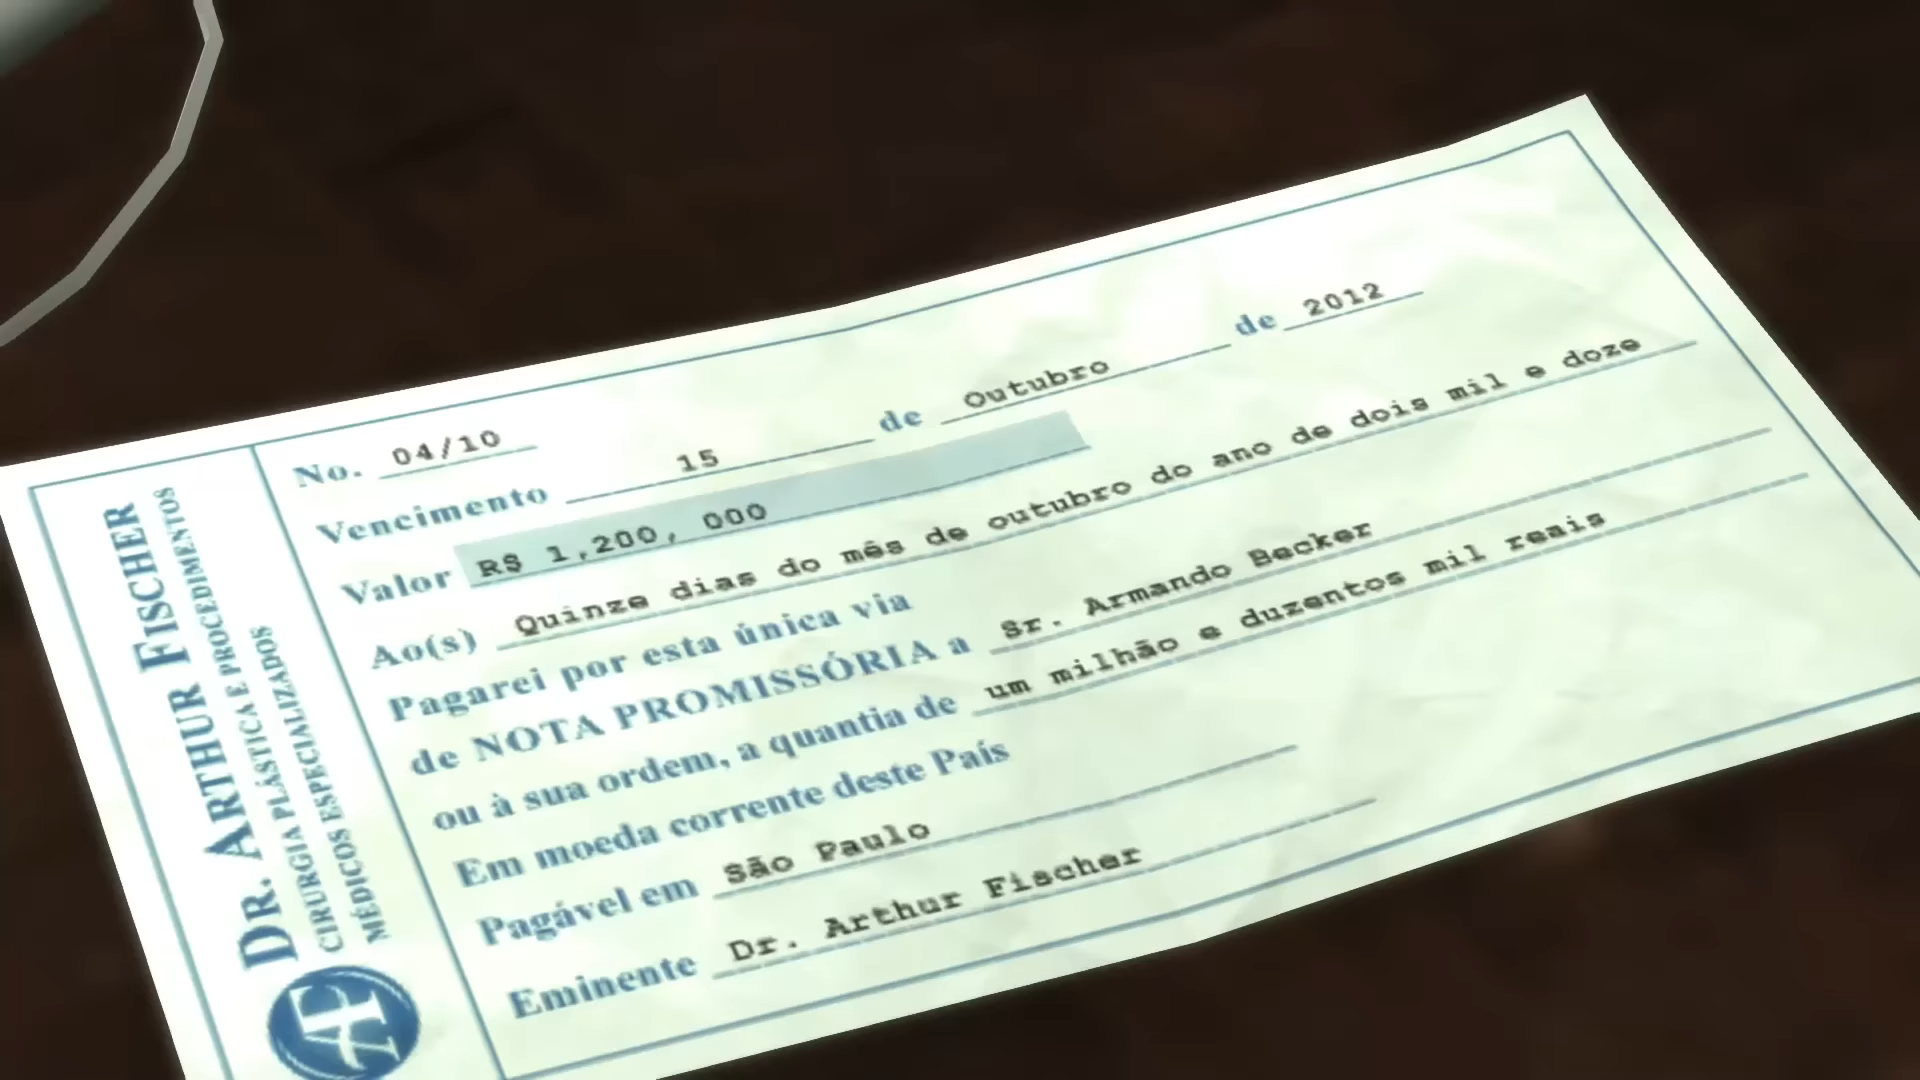 DR. ARTHUR FISCHER
CIRURGIA PLÁSTICA E PROCEDIMENTOS
MÉDICOS ESPECIALIZADOS
AF
No. 04/10
Vencimento 15 de Outubro de 2012
Valor R$ 1,200, 000
Ao(s) Quinze dias do mês de outubro do ano de dois mil e doze
Pagarei por esta única via
de NOTA PROMISSÓRIA a Sr. Armando Becker
ou à sua ordem, a quantia de um milhão e duzentos mil reais
Em moeda corrente deste País
Pagável em São Paulo
Eminente Dr. Arthur Fischer